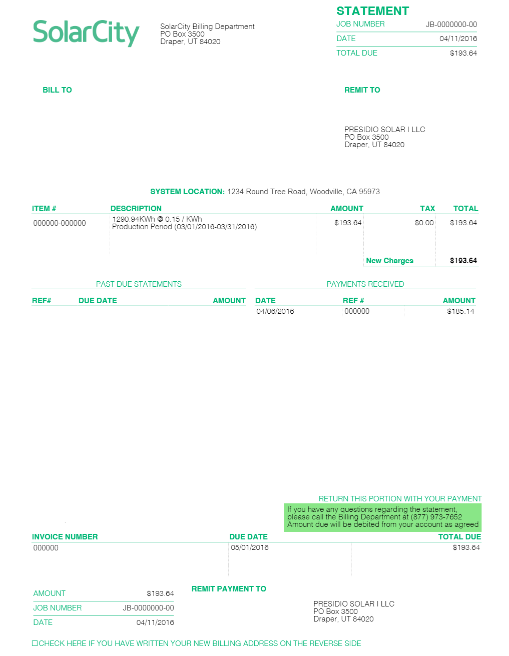 SolarCity
SolarCity Billing Department
PO Box 3500
Draper, UT 84020
STATEMENT
JOB NUMBER JB-0000000-00
DATE 04/11/2016
TOTAL DUE $193.64
BILL TO
REMIT TO
PRESIDIO SOLAR I LLC
PO Box 3500
Draper, UT 84020
SYSTEM LOCATION: 1234 Round Tree Road, Woodville, CA 95973
ITEM # DESCRIPTION AMOUNT TAX TOTAL
000000-000000 1290.94KWh @ 0.15 / KWh $193.64 $0.00 $193.64
Production Period (03/01/2016-03/31/2016)
New Charges $193.64
PAST DUE STATEMENTS PAYMENTS RECEIVED
REF# DUE DATE AMOUNT DATE REF # AMOUNT
04/06/2016 000000 $185.14
RETURN THIS PORTION WITH YOUR PAYMENT
If you have any questions regarding the statement,
please call the Billing Department at (877) 973-7652
Amount due will be debited from your account as agreed
INVOICE NUMBER DUE DATE TOTAL DUE
000000 05/01/2016 $193.64
AMOUNT $193.64
JOB NUMBER JB-0000000-00
DATE 04/11/2016
REMIT PAYMENT TO
PRESIDIO SOLAR I LLC
PO Box 3500
Draper, UT 84020
CHECK HERE IF YOU HAVE WRITTEN YOUR NEW BILLING ADDRESS ON THE REVERSE SIDE